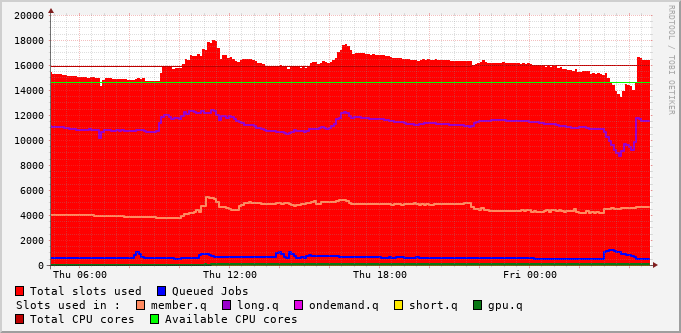 20000
18000
16000
14000
12000
10000
8000
6000
4000
2000
0
Thu 06:00 Thu 12:00 Thu 18:00 Fri 00:00
RRDTOOL / TOBI OETIKER
Total slots used Queued Jobs
Slots used in : member.q long.q ondemand.q short.q gpu.q
Total CPU cores Available CPU cores